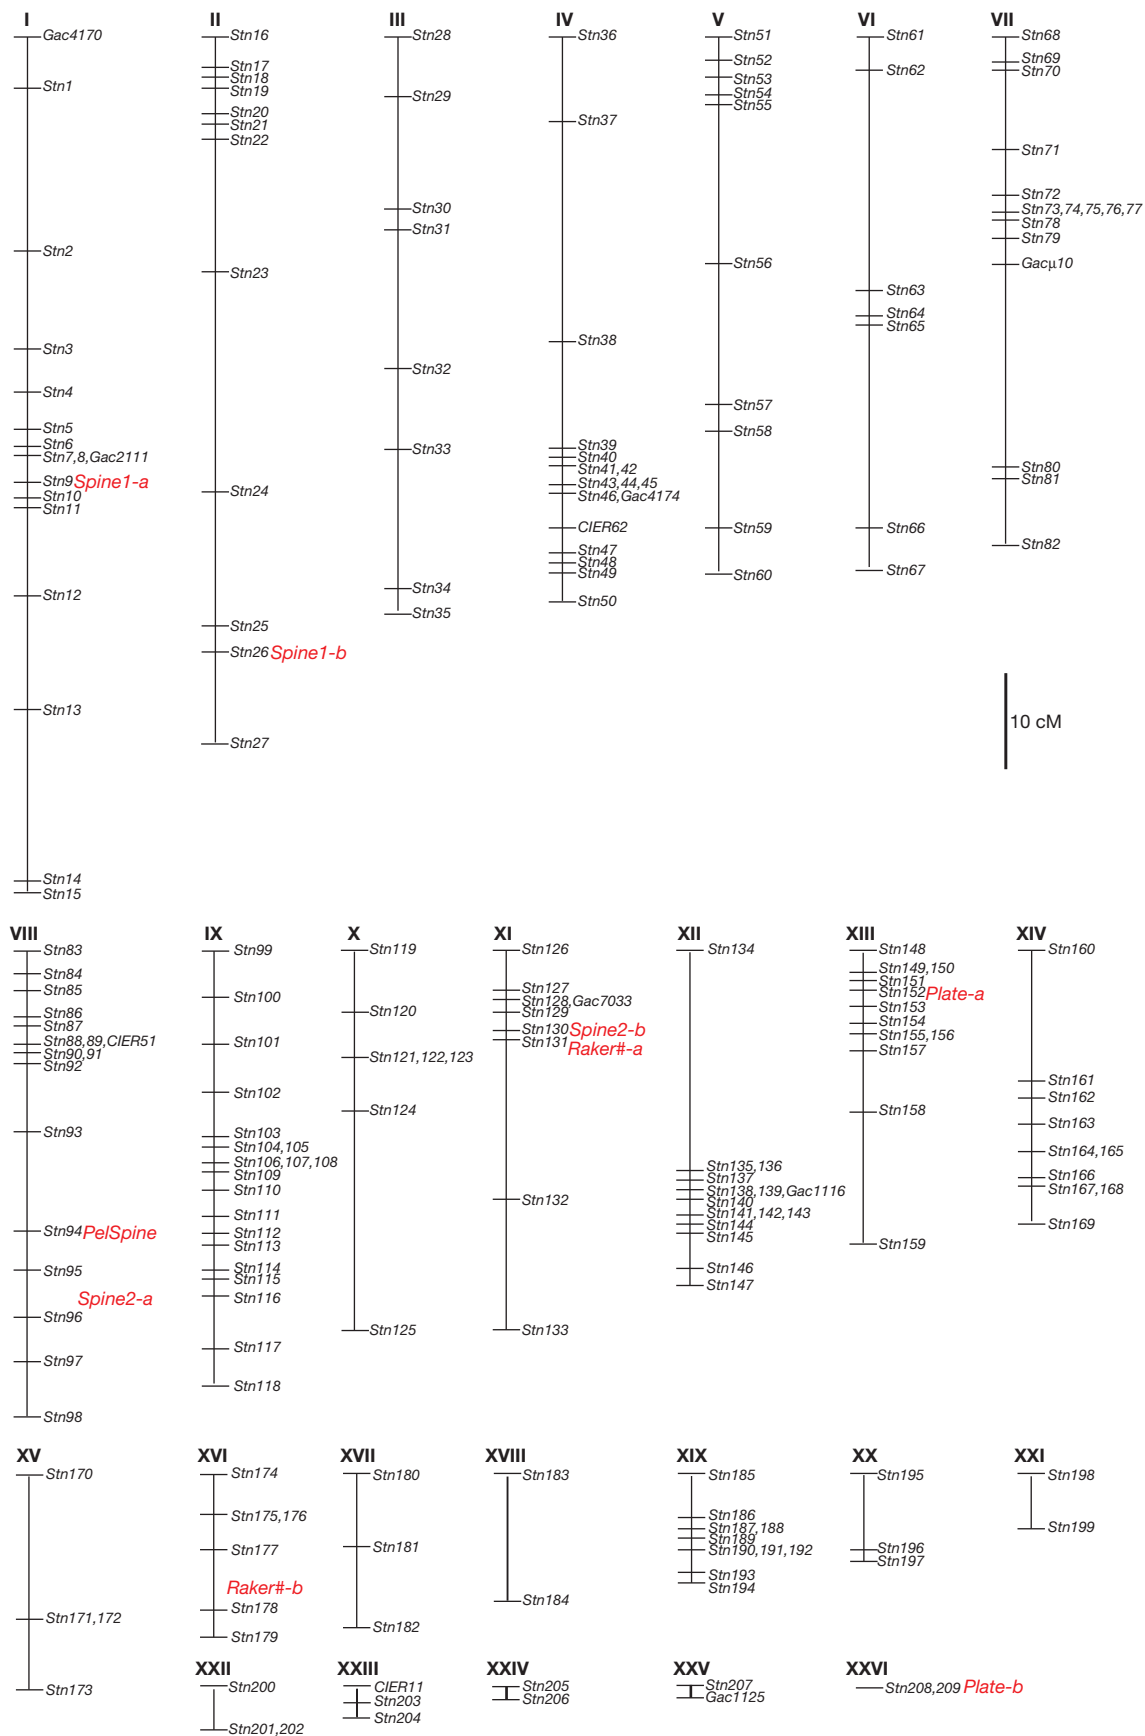 I
Gac4170
Stn1
Stn2
Stn3
Stn4
Stn5
Stn6
Stn7,8,Gac2111
Stn9 Spine1-a
Stn10
Stn11
Stn12
Stn13
Stn14
Stn15
II
Stn16
Stn17
Stn18
Stn19
Stn20
Stn21
Stn22
Stn23
Stn24
Stn25
Stn26 Spine1-b
Stn27
III
Stn28
Stn29
Stn30
Stn31
Stn32
Stn33
Stn34
Stn35
IV
Stn36
Stn37
Stn38
Stn39
Stn40
Stn41,42
Stn43,44,45
Stn46,Gac4174
CIER62
Stn47
Stn48
Stn49
Stn50
V
Stn51
Stn52
Stn53
Stn54
Stn55
Stn56
Stn57
Stn58
Stn59
Stn60
VI
Stn61
Stn62
Stn63
Stn64
Stn65
Stn66
Stn67
VII
Stn68
Stn69
Stn70
Stn71
Stn72
Stn73,74,75,76,77
Stn78
Stn79
Gacµ10
Stn80
Stn81
Stn82
10 cM
VIII
Stn83
Stn84
Stn85
Stn86
Stn87
Stn88,89,CIER51
Stn90,91
Stn92
Stn93
Stn94 PelSpine
Stn95
Spine2-a
Stn96
Stn97
Stn98
IX
Stn99
Stn100
Stn101
Stn102
Stn103
Stn104,105
Stn106,107,108
Stn109
Stn110
Stn111
Stn112
Stn113
Stn114
Stn115
Stn116
Stn117
Stn118
X
Stn119
Stn120
Stn121,122,123
Stn124
Stn125
XI
Stn126
Stn127
Stn128,Gac7033
Stn129
Stn130 Spine2-b
Stn131 Raker#-a
Stn132
Stn133
XII
Stn134
Stn135,136
Stn137
Stn138,139,Gac1116
Stn140
Stn141,142,143
Stn144
Stn145
Stn146
Stn147
XIII
Stn148
Stn149,150
Stn151
Stn152 Plate-a
Stn153
Stn154
Stn155,156
Stn157
Stn158
Stn159
XIV
Stn160
Stn161
Stn162
Stn163
Stn164,165
Stn166
Stn167,168
Stn169
XV
Stn170
Stn171,172
Stn173
XVI
Stn174
Stn175,176
Stn177
Raker#-b
Stn178
Stn179
XVII
Stn180
Stn181
Stn182
XVIII
Stn183
Stn184
XIX
Stn185
Stn186
Stn187,188
Stn189
Stn190,191,192
Stn193
Stn194
XX
Stn195
Stn196
Stn197
XXI
Stn198
Stn199
XXII
Stn200
Stn201,202
XXIII
CIER11
Stn203
Stn204
XXIV
Stn205
Stn206
XXV
Stn207
Gac1125
XXVI
Stn208,209 Plate-b